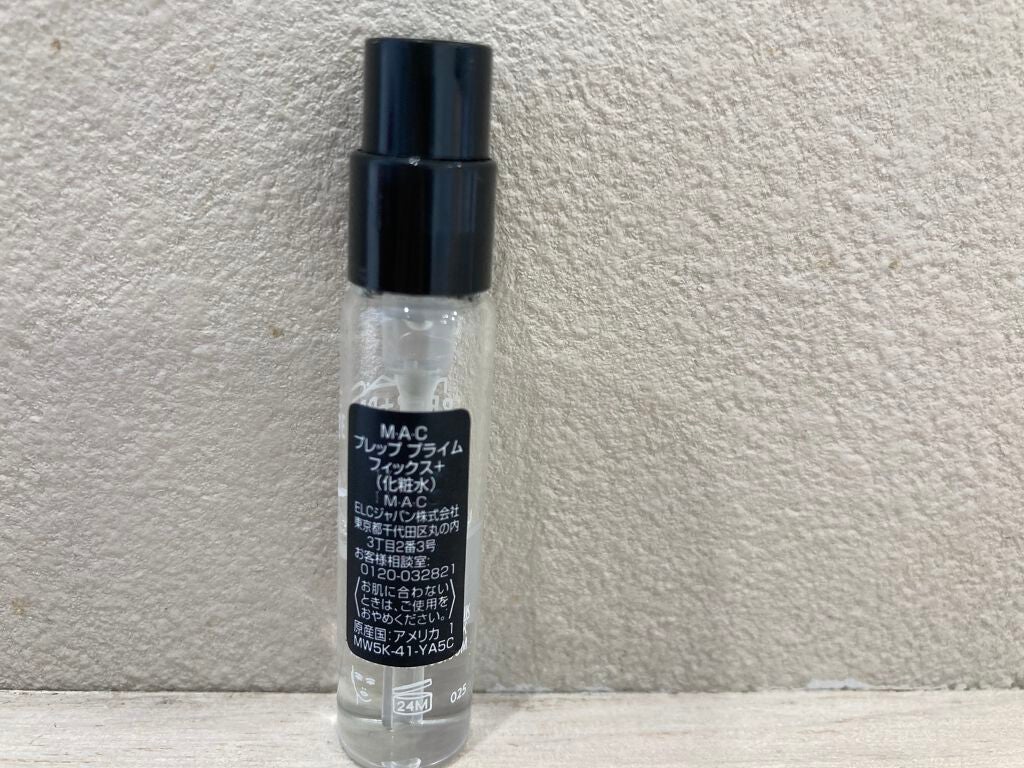 M·A·C
プレップ プライム
フィックス+
(化粧水)
M·A·C
ELCジャパン株式会社
東京都千代田区丸の内
3丁目2番3号
お客様相談室:
0120-032821
お肌に合わない
ときは、ご使用を
おやめください。
原産国:アメリカ 1
MW5K-41-YA5C
24M
025